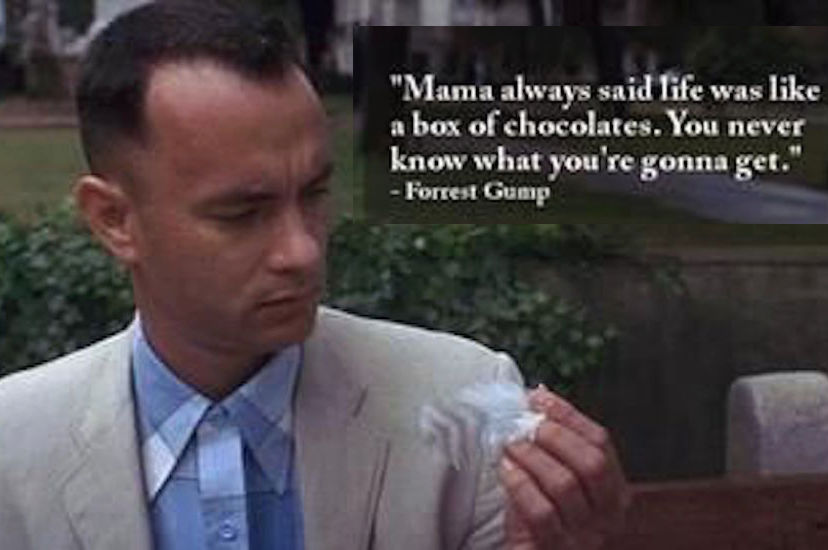 "Mama always said life was like
a box of chocolates. You never
know what you're gonna get."
- Forrest Gump